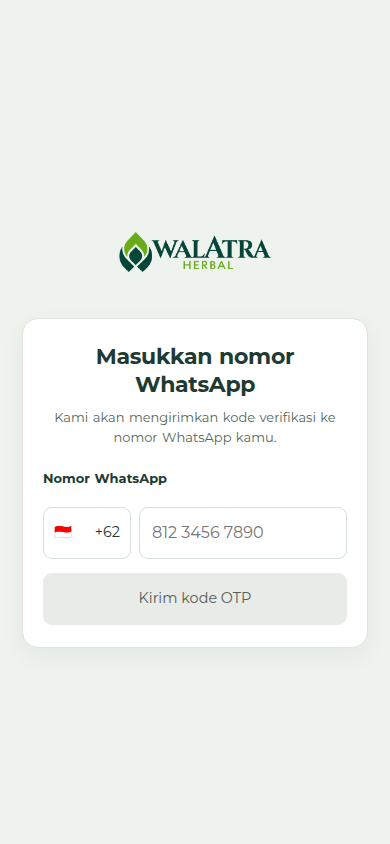 WALATRA
HERBAL
Masukkan nomor
WhatsApp
Kami akan mengirimkan kode verifikasi ke
nomor WhatsApp kamu.
Nomor WhatsApp
+62 812 3456 7890
Kirim kode OTP